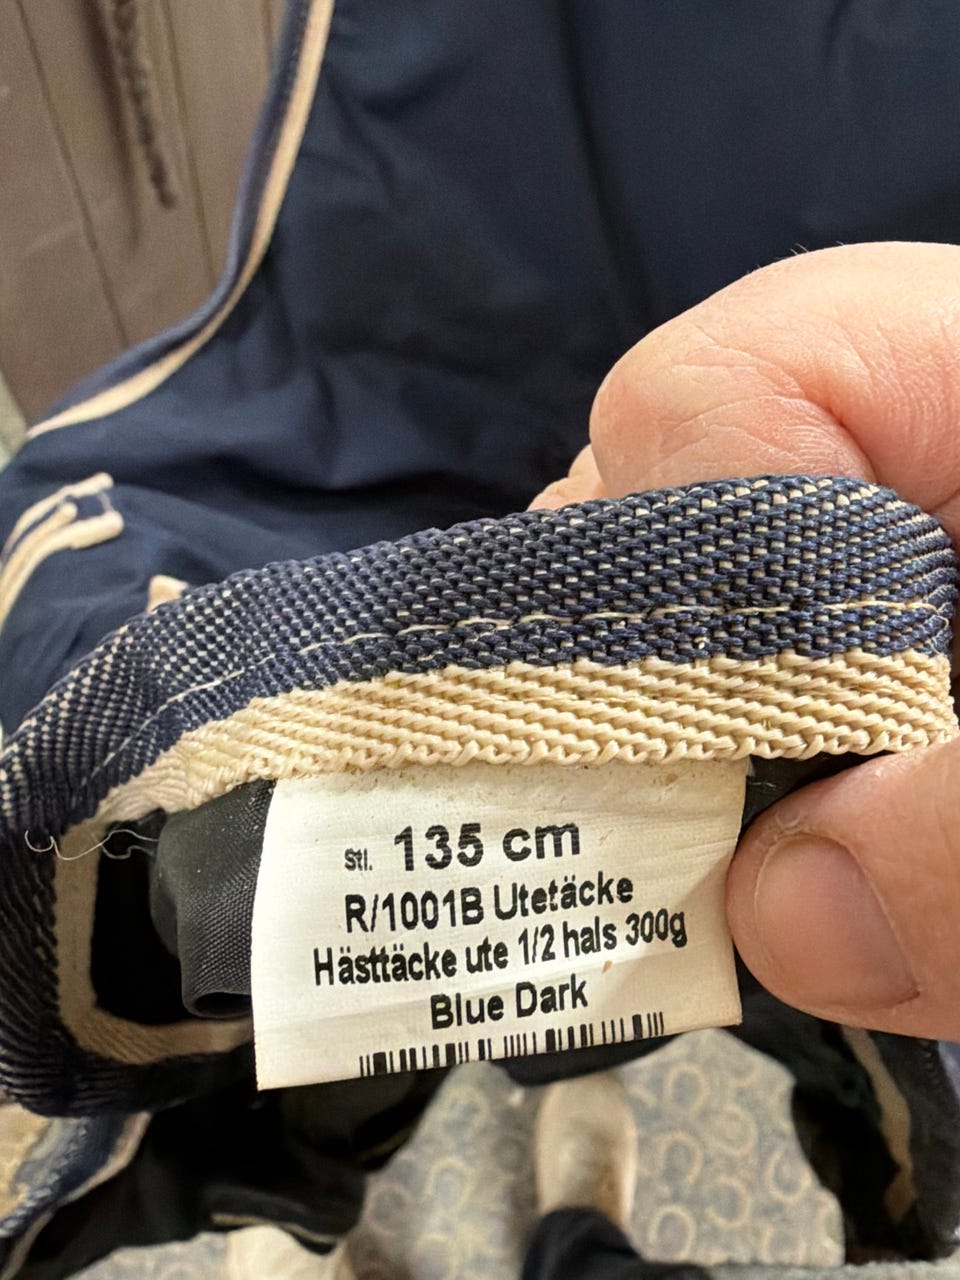 Stl. 135 cm
R/1001B Utetäcke
Hästtäcke ute 1/2 hals 300g
Blue Dark